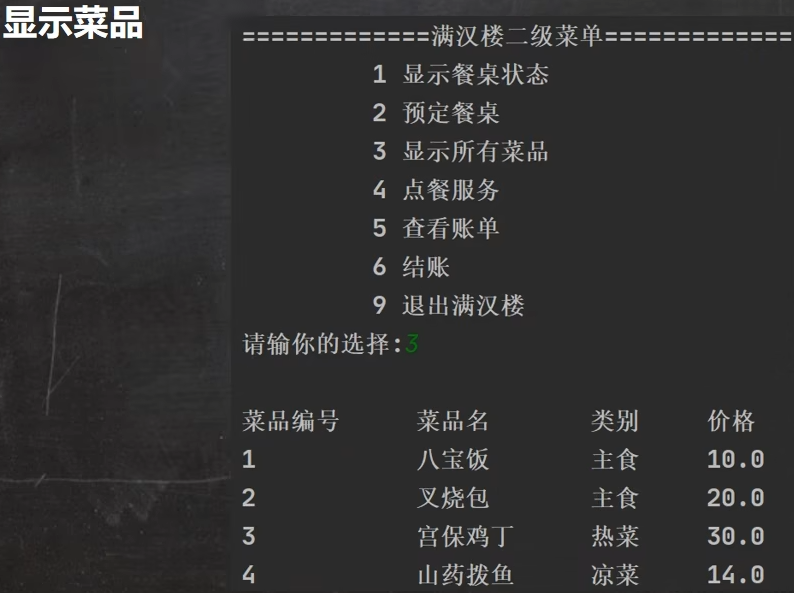 显示菜品
=============满汉楼二级菜单=============
1 显示餐桌状态
2 预定餐桌
3 显示所有菜品
4 点餐服务
5 查看账单
6 结账
9 退出满汉楼
请输你的选择:3
菜品编号 菜品名 类别 价格
1 八宝饭 主食 10.0
2 叉烧包 主食 20.0
3 宫保鸡丁 热菜 30.0
4 山药拨鱼 凉菜 14.0